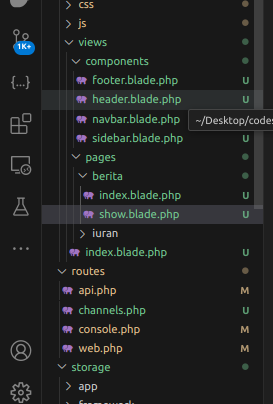 css
js
views
components
footer.blade.php U
header.blade.php U
navbar.blade.php U
~/Desktop/codes
sidebar.blade.php U
pages
berita
index.blade.php U
show.blade.php U
iuran
index.blade.php U
routes
api.php M
channels.php U
console.php M
web.php M
storage
app
framework
1K+
{...}